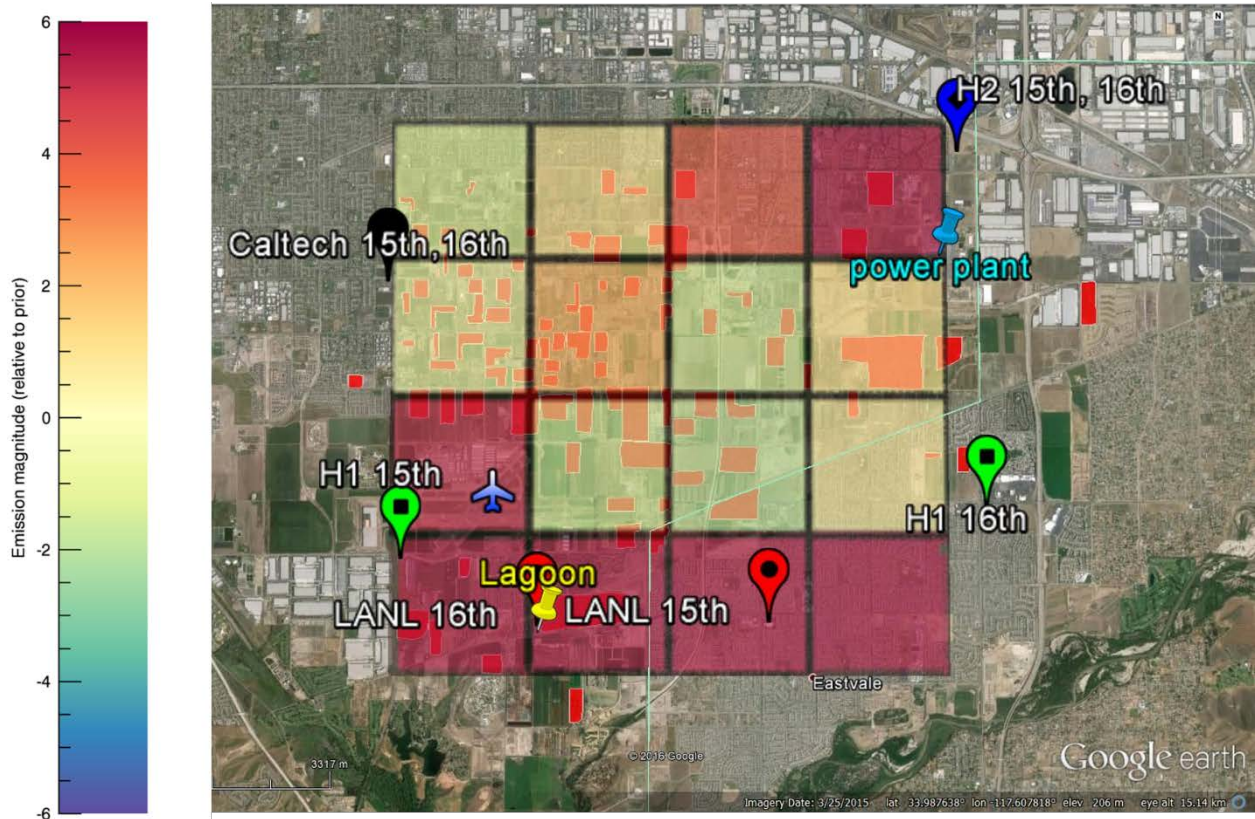 6
4
2
0
-2
-4
-6
Emission magnitude (relative to prior)
N
H2 15th, 16th
Caltech 15th,16th
power plant
H1 15th
H1 16th
Lagoon
LANL 16th
LANL 15th
Eastvale
© 2016 Google
3317 m
Google earth
Imagery Date: 3/25/2015 lat 33.987638° lon -117.607818° elev 206 m eye alt 15.14 km